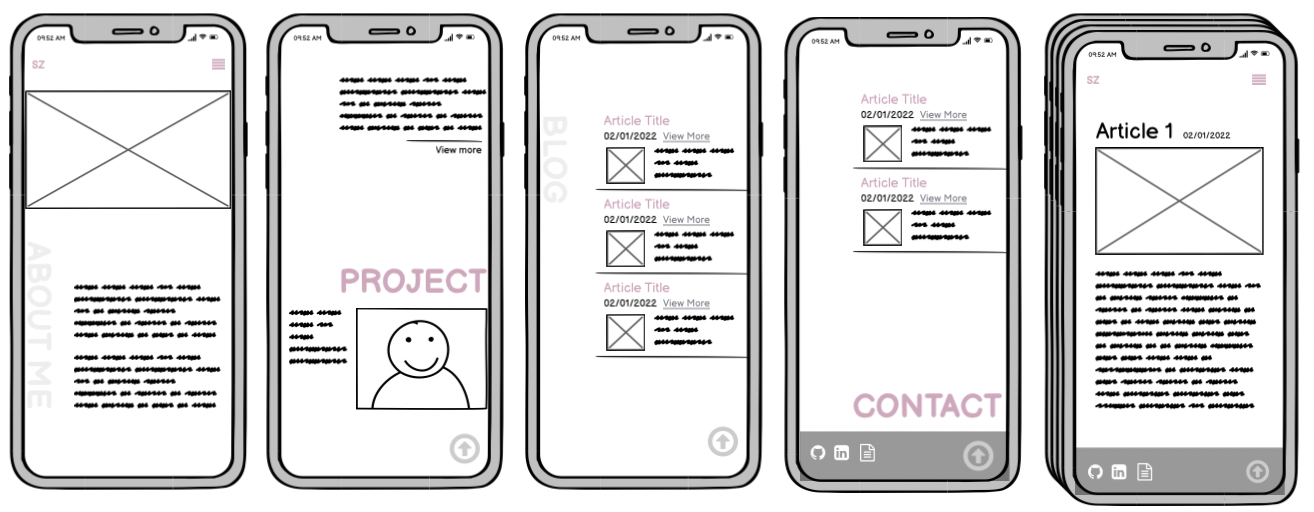 09:52 AM
SZ
ABOUT ME
09:52 AM
View more
PROJECT
09:52 AM
BLOG
Article Title
02/01/2022 View More
Article Title
02/01/2022 View More
Article Title
02/01/2022 View More
09:52 AM
Article Title
02/01/2022 View More
Article Title
02/01/2022 View More
CONTACT
in
09:52 AM
SZ
Article 1 02/01/2022
in